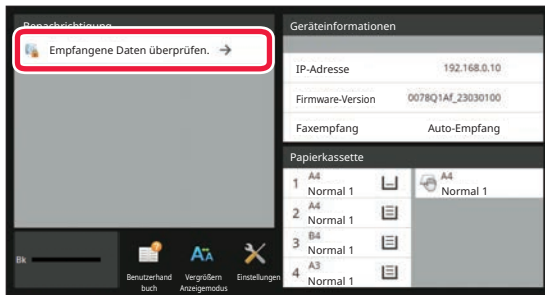 Benachrichtigung
Empfangene Daten überprüfen.
Geräteinformationen
IP-Adresse 192.168.0.10
Firmware-Version 0078Q1Af_23030100
Faxempfang Auto-Empfang
Papierkassette
1 A4
Normal 1
A4
Normal 1
2 A4
Normal 1
3 B4
Normal 1
4 A3
Normal 1
Bk
Benutzerhand
buch
Vergrößern
Anzeigemodus
Einstellungen